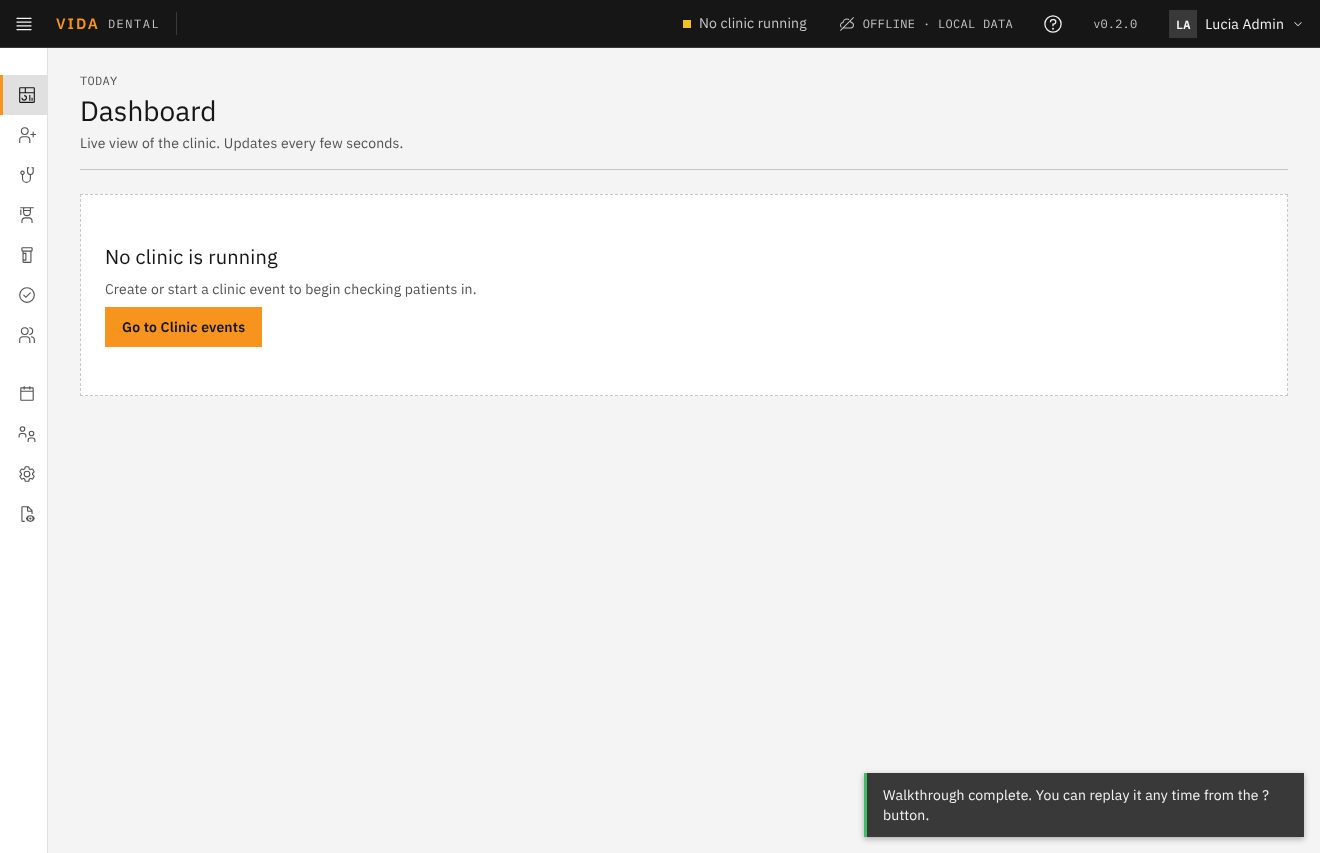 VIDA DENTAL
No clinic running
OFFLINE · LOCAL DATA
v0.2.0
LA
Lucia Admin
TODAY
Dashboard
Live view of the clinic. Updates every few seconds.
No clinic is running
Create or start a clinic event to begin checking patients in.
Go to Clinic events
Walkthrough complete. You can replay it any time from the ?
button.